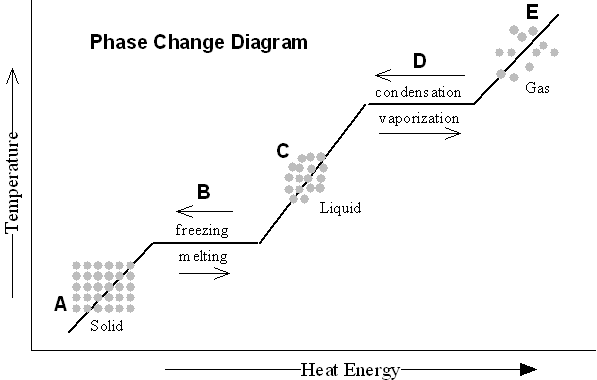 Phase Change Diagram
E
D
condensation
vaporization
Gas
C
Liquid
B
freezing
melting
A
Solid
Temperature
Heat Energy